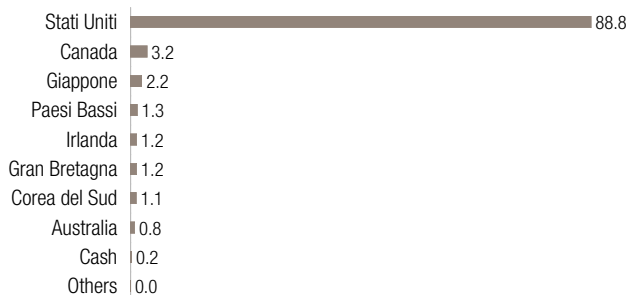 Stati Uniti 88.8
Canada 3.2
Giappone 2.2
Paesi Bassi 1.3
Irlanda 1.2
Gran Bretagna 1.2
Corea del Sud 1.1
Australia 0.8
Cash 0.2
Others 0.0